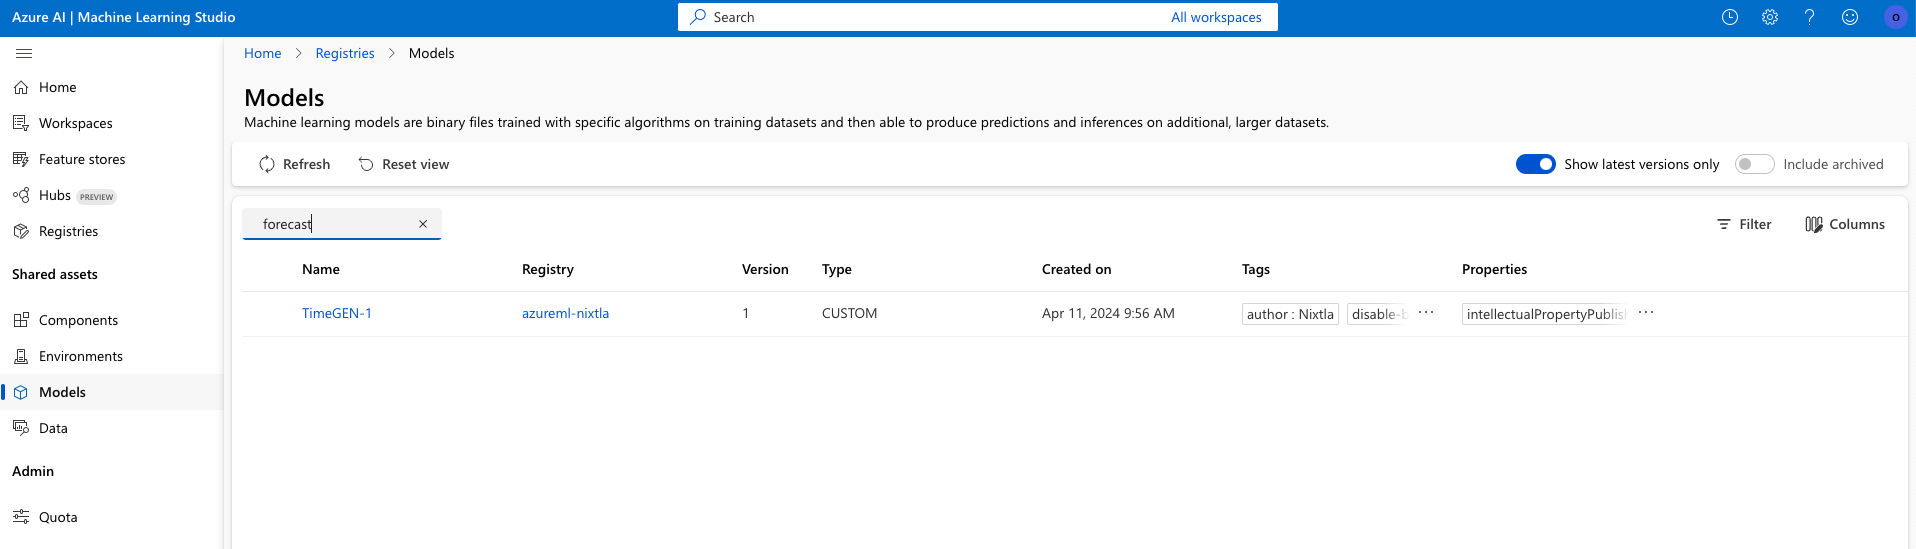 Azure AI | Machine Learning Studio
Search
All workspaces
O
Home
Workspaces
Feature stores
Hubs PREVIEW
Registries
Shared assets
Components
Environments
Models
Data
Admin
Quota
Home > Registries > Models
Models
Machine learning models are binary files trained with specific algorithms on training datasets and then able to produce predictions and inferences on additional, larger datasets.
Refresh Reset view Show latest versions only Include archived
forecast Filter Columns
Name Registry Version Type Created on Tags Properties
TimeGEN-1 azureml-nixtla 1 CUSTOM Apr 11, 2024 9:56 AM author : Nixtla disable-b ... intellectualPropertyPublish ...